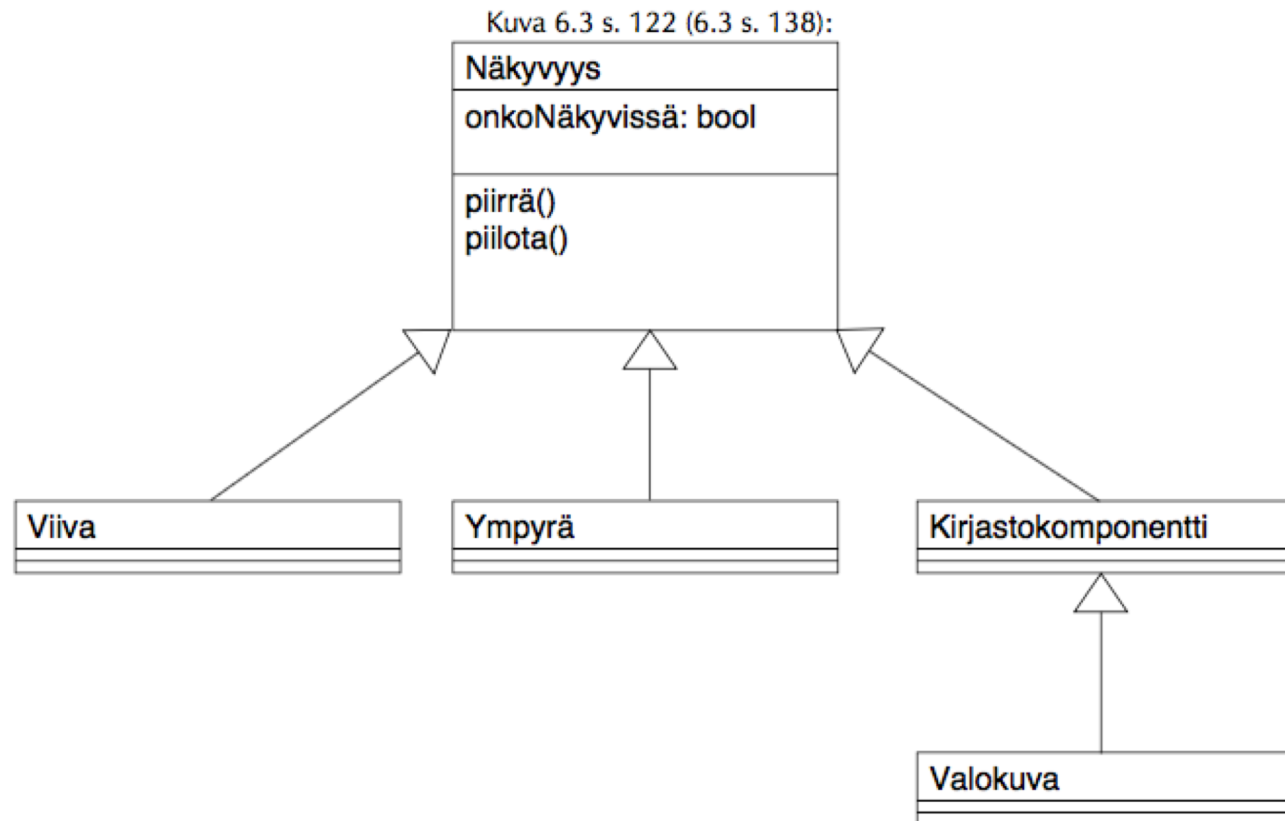 Kuva 6.3 s. 122 (6.3 s. 138):
Näkyvyys
onkoNäkyvissä: bool
piirrä()
piilota()
Viiva
Ympyrä
Kirjastokomponentti
Valokuva